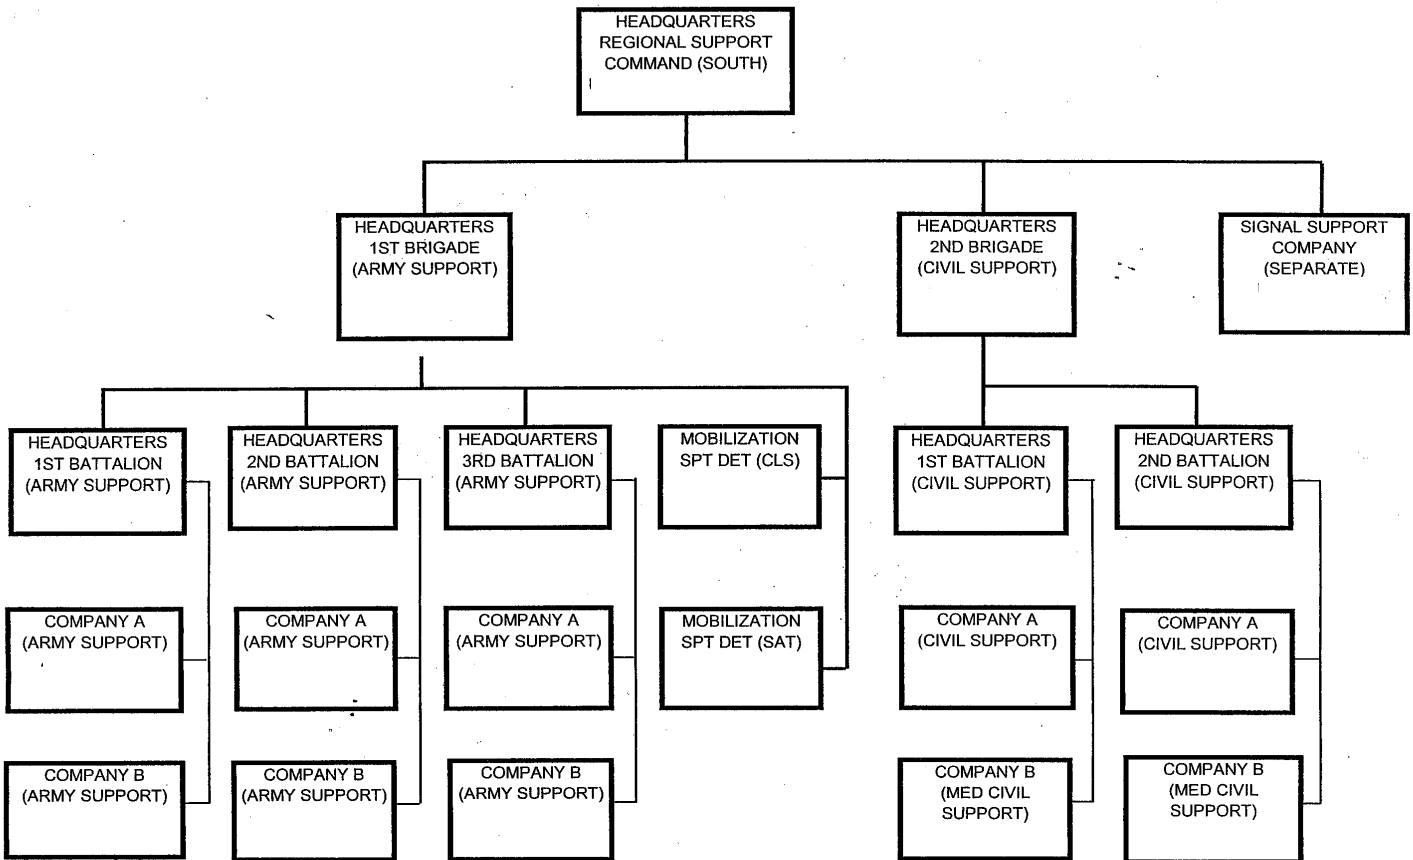 HEADQUARTERS
REGIONAL SUPPORT
COMMAND (SOUTH)
HEADQUARTERS
1ST BRIGADE
(ARMY SUPPORT)
HEADQUARTERS
2ND BRIGADE
(CIVIL SUPPORT)
SIGNAL SUPPORT
COMPANY
(SEPARATE)
HEADQUARTERS
1ST BATTALION
(ARMY SUPPORT)
HEADQUARTERS
2ND BATTALION
(ARMY SUPPORT)
HEADQUARTERS
3RD BATTALION
(ARMY SUPPORT)
MOBILIZATION
SPT DET (CLS)
HEADQUARTERS
1ST BATTALION
(CIVIL SUPPORT)
HEADQUARTERS
2ND BATTALION
(CIVIL SUPPORT)
COMPANY A
(ARMY SUPPORT)
COMPANY A
(ARMY SUPPORT)
COMPANY A
(ARMY SUPPORT)
MOBILIZATION
SPT DET (SAT)
COMPANY A
(CIVIL SUPPORT)
COMPANY A
(CIVIL SUPPORT)
COMPANY B
(ARMY SUPPORT)
COMPANY B
(ARMY SUPPORT)
COMPANY B
(ARMY SUPPORT)
COMPANY B
(MED CIVIL
SUPPORT)
COMPANY B
(MED CIVIL
SUPPORT)